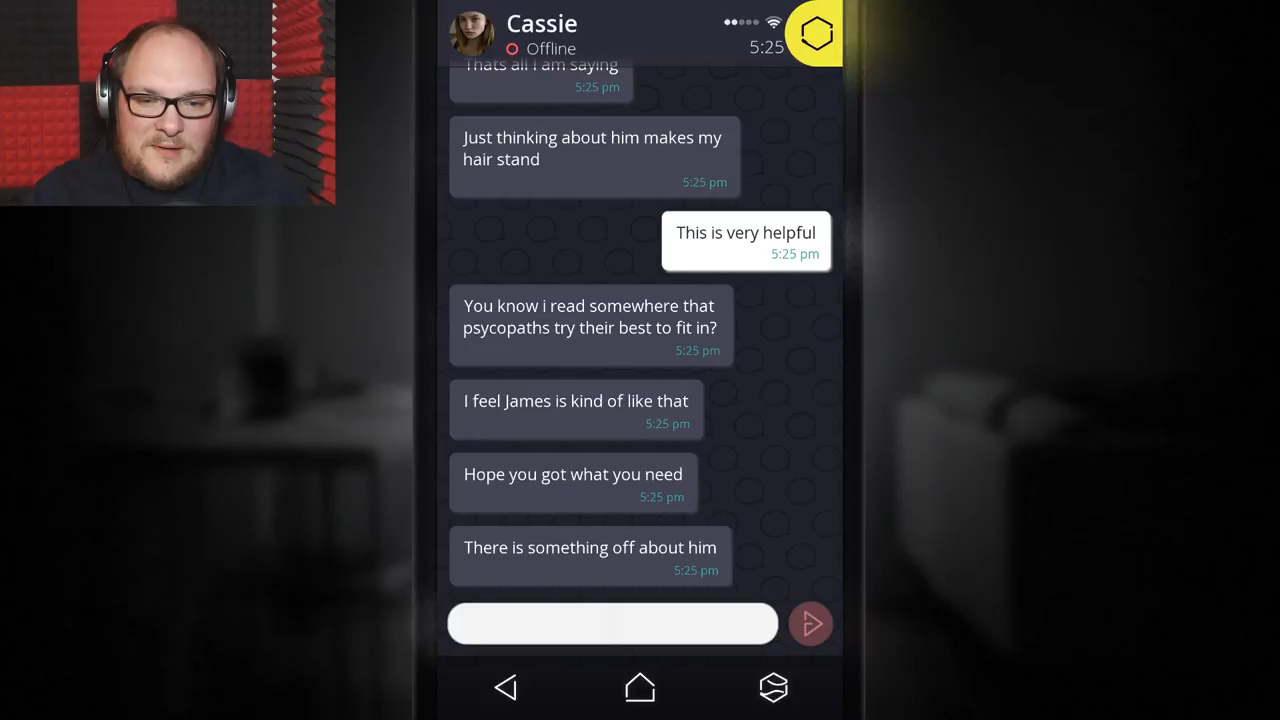 Cassie
Offline
5:25
Thats all i am saying
5:25 pm
Just thinking about him makes my
hair stand
5:25 pm
This is very helpful
5:25 pm
You know i read somewhere that
psycopaths try their best to fit in?
5:25 pm
I feel James is kind of like that
5:25 pm
Hope you got what you need
5:25 pm
There is something off about him
5:25 pm